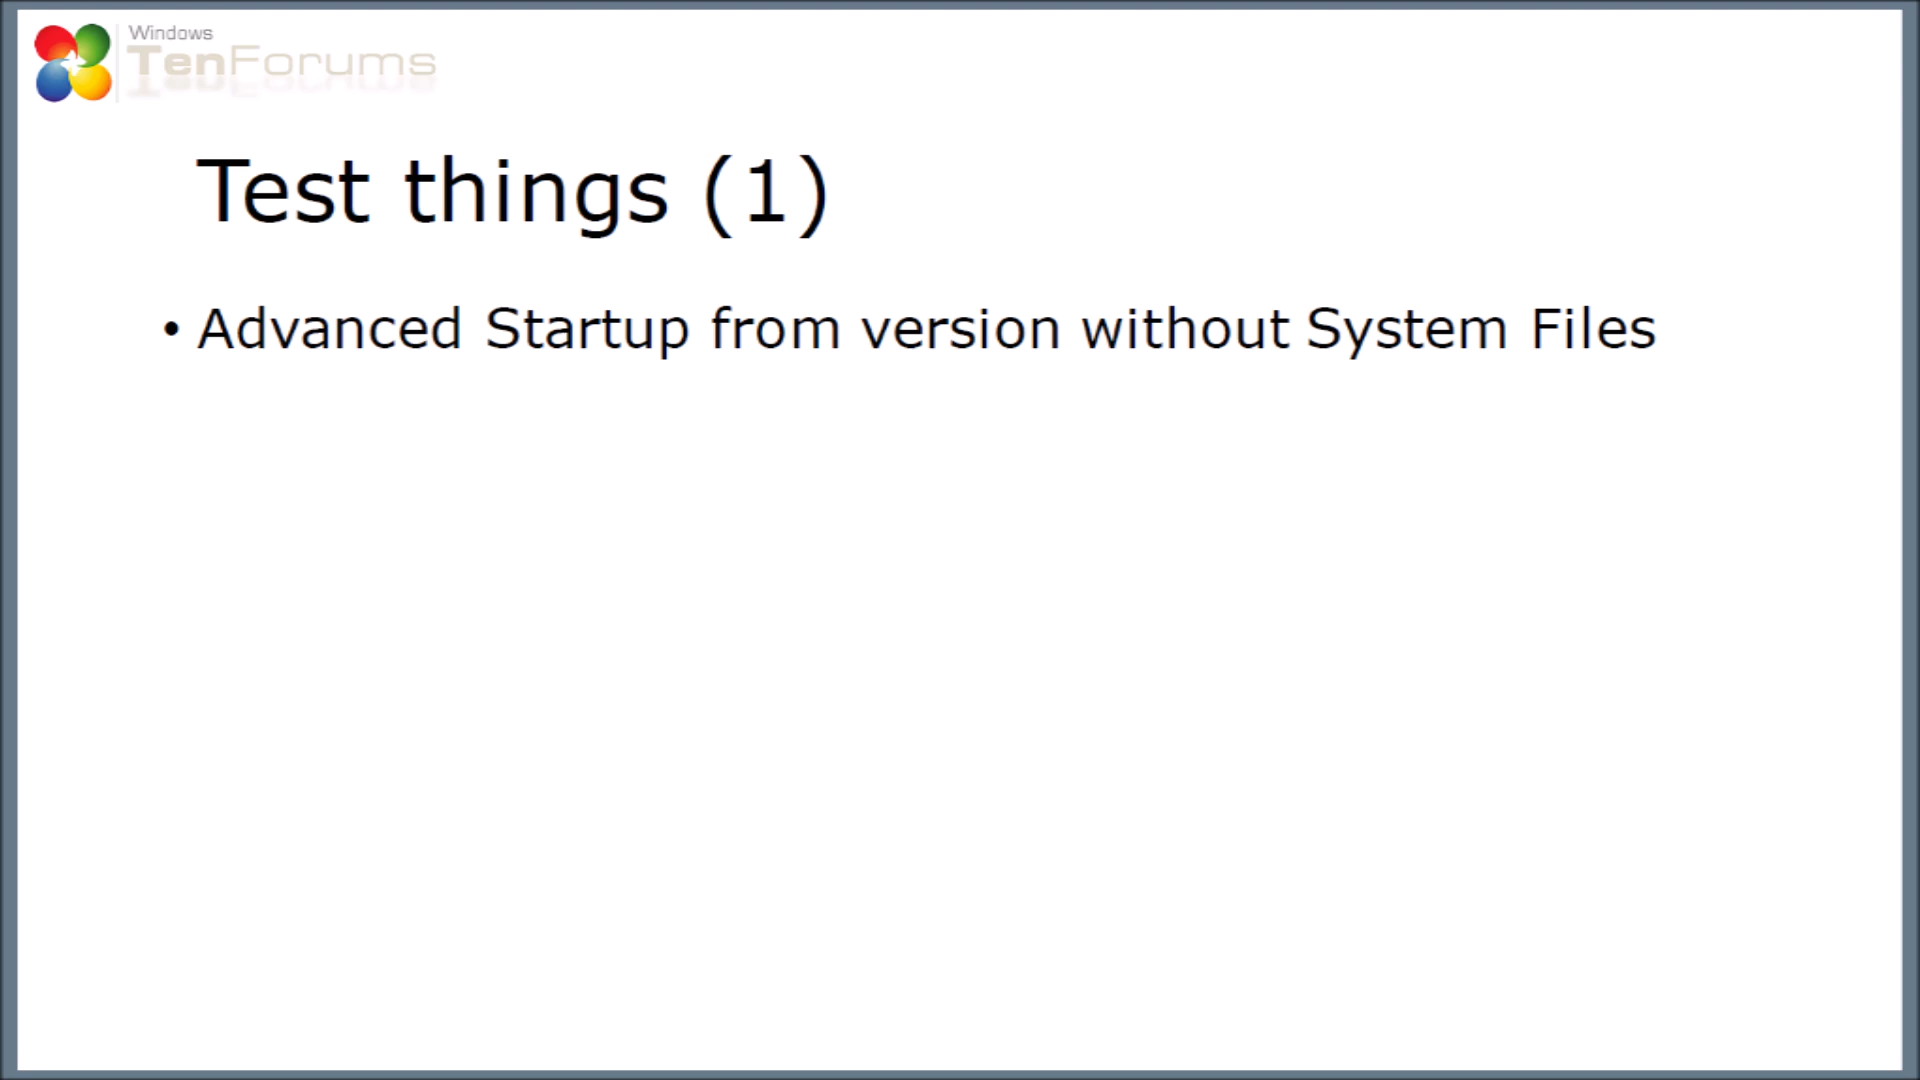 Windows
TenForums
Test things (1)
• Advanced Startup from version without System Files